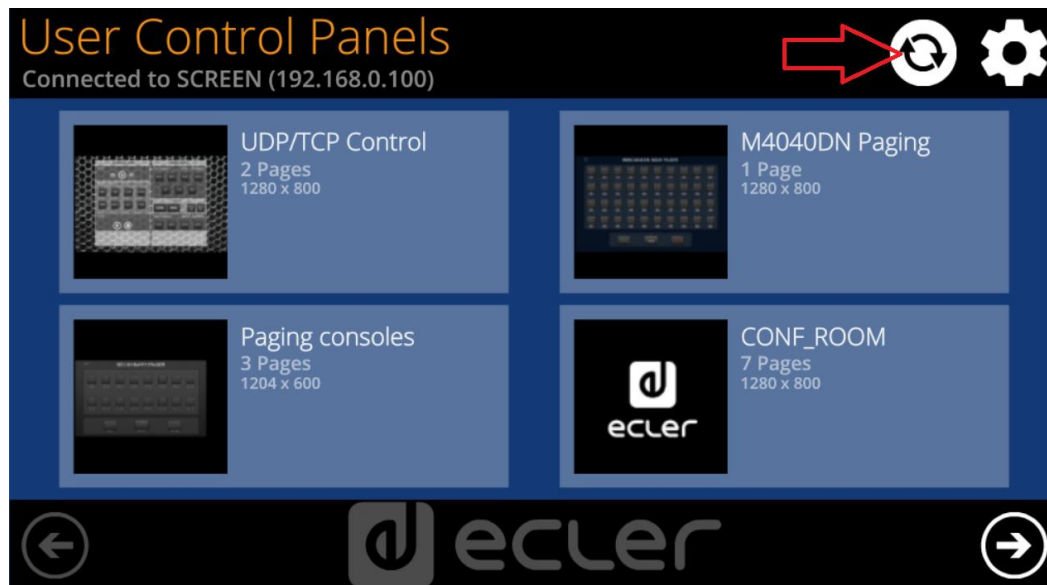 User Control Panels
Connected to SCREEN (192.168.0.100)
UDP/TCP Control
2 Pages
1280 x 800
M4040DN Paging
1 Page
1280 x 800
Paging consoles
3 Pages
1204 x 600
ecler
CONF_ROOM
7 Pages
1280 x 800
ecler